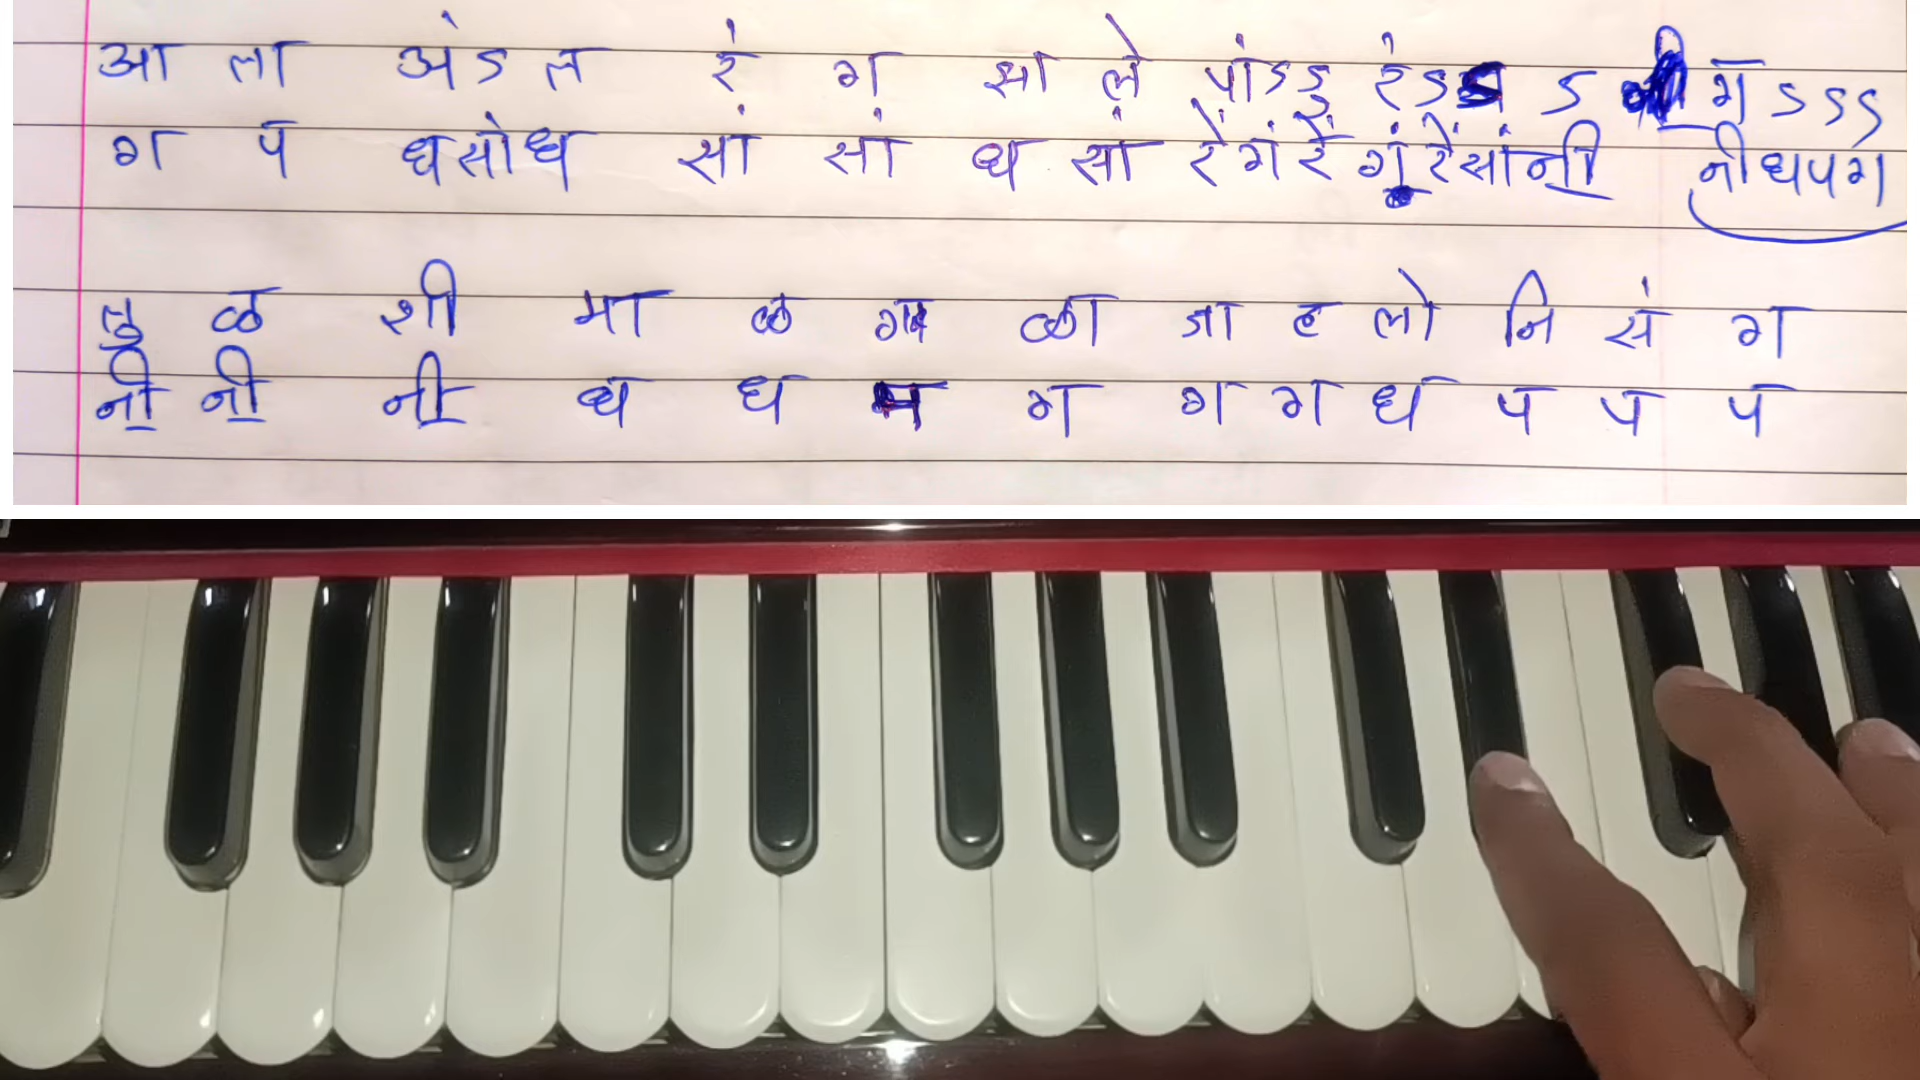 आ ला अंड त रं ग झा ले पांडु रंड ड ग ड ड ड
ग प धसांध सां सां ध सां रेंगंरें गंरेंसांनी नीधपग
तु ळ शी मा ळ ग ळा जा ह लो नि सं ग
नी नी नी ध ध ग ग ग ध प प प